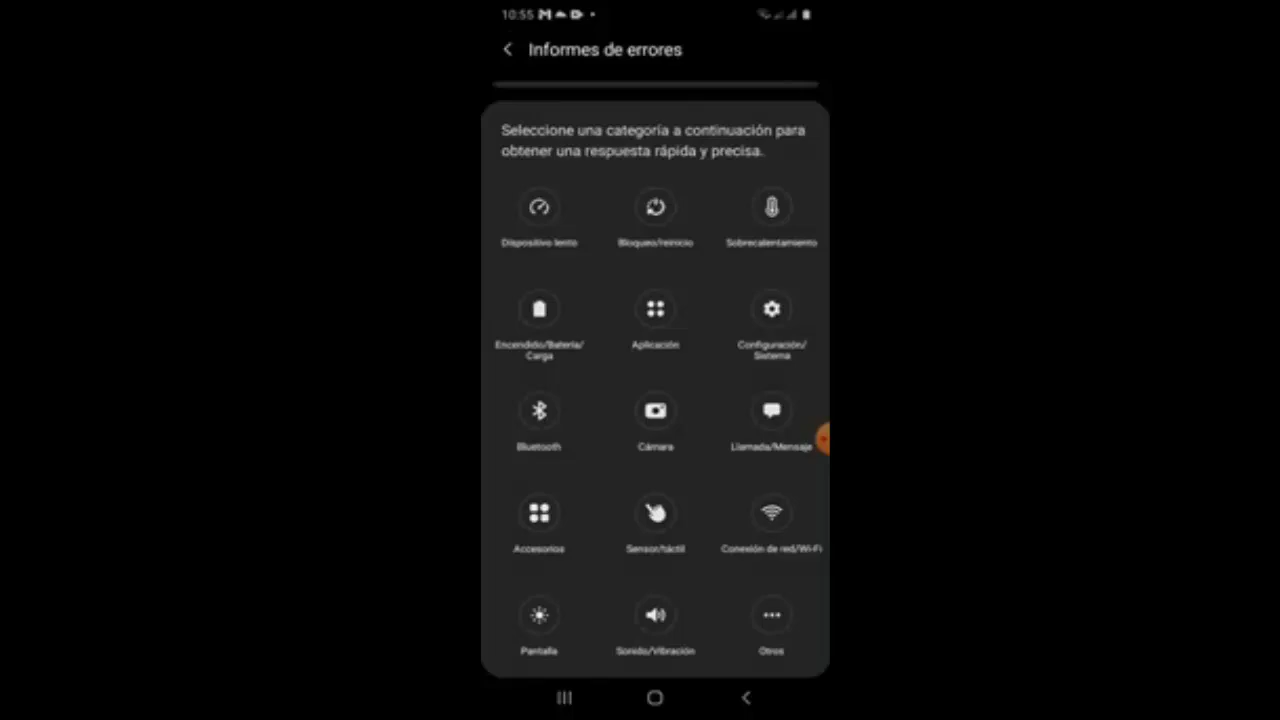 10:55
Informes de errores
Seleccione una categoría a continuación para
obtener una respuesta rápida y precisa.
Dispositivo lento
Bloqueo/reinicio
Sobrecalentamiento
Encendido/Batería/
Carga
Aplicación
Configuración/
Sistema
Bluetooth
Cámara
Llamada/Mensaje
Accesorios
Sensor/táctil
Conexión de red/Wi-Fi
Pantalla
Sonido/Vibración
Otros